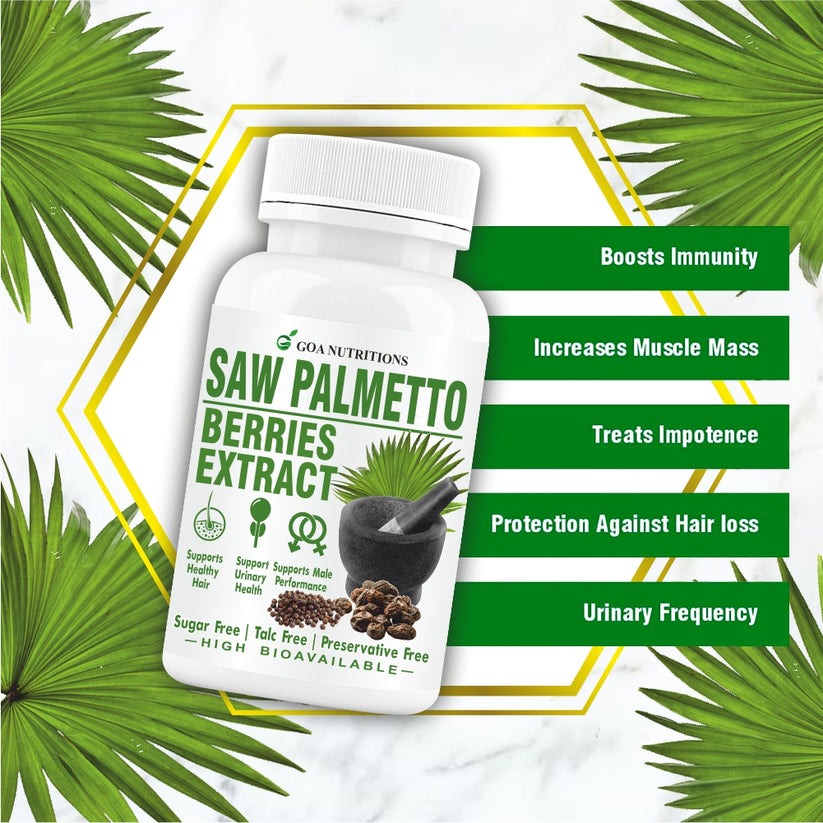 GOA NUTRITIONS
SAW PALMETTO
BERRIES
EXTRACT
Supports
Healthy
Hair
Support
Urinary
Health
Supports Male
Performance
Sugar Free | Talc Free | Preservative Free
—HIGH BIOAVAILABLE—
Boosts Immunity
Increases Muscle Mass
Treats Impotence
Protection Against Hair loss
Urinary Frequency